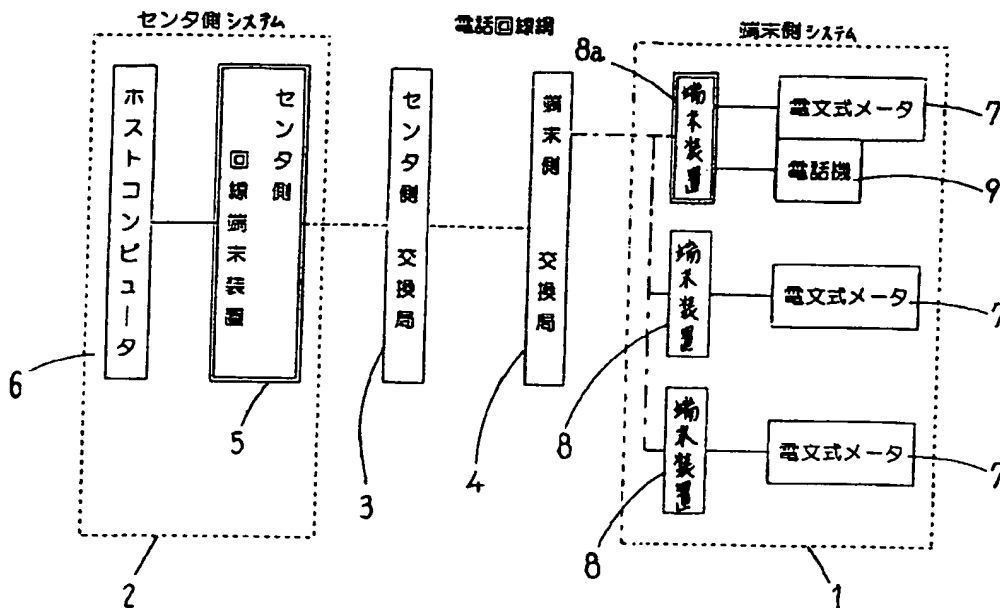 センタ側システム
電話回線網
端末側システム
ホストコンピュータ
センタ側
回線端末装置
センタ側 交換局
端末側 交換局
8a
端末装置
電文式メータ
7
電話機
9
端末装置
電文式メータ
7
端末装置
電文式メータ
7
6
5
3
4
8
8
2
1